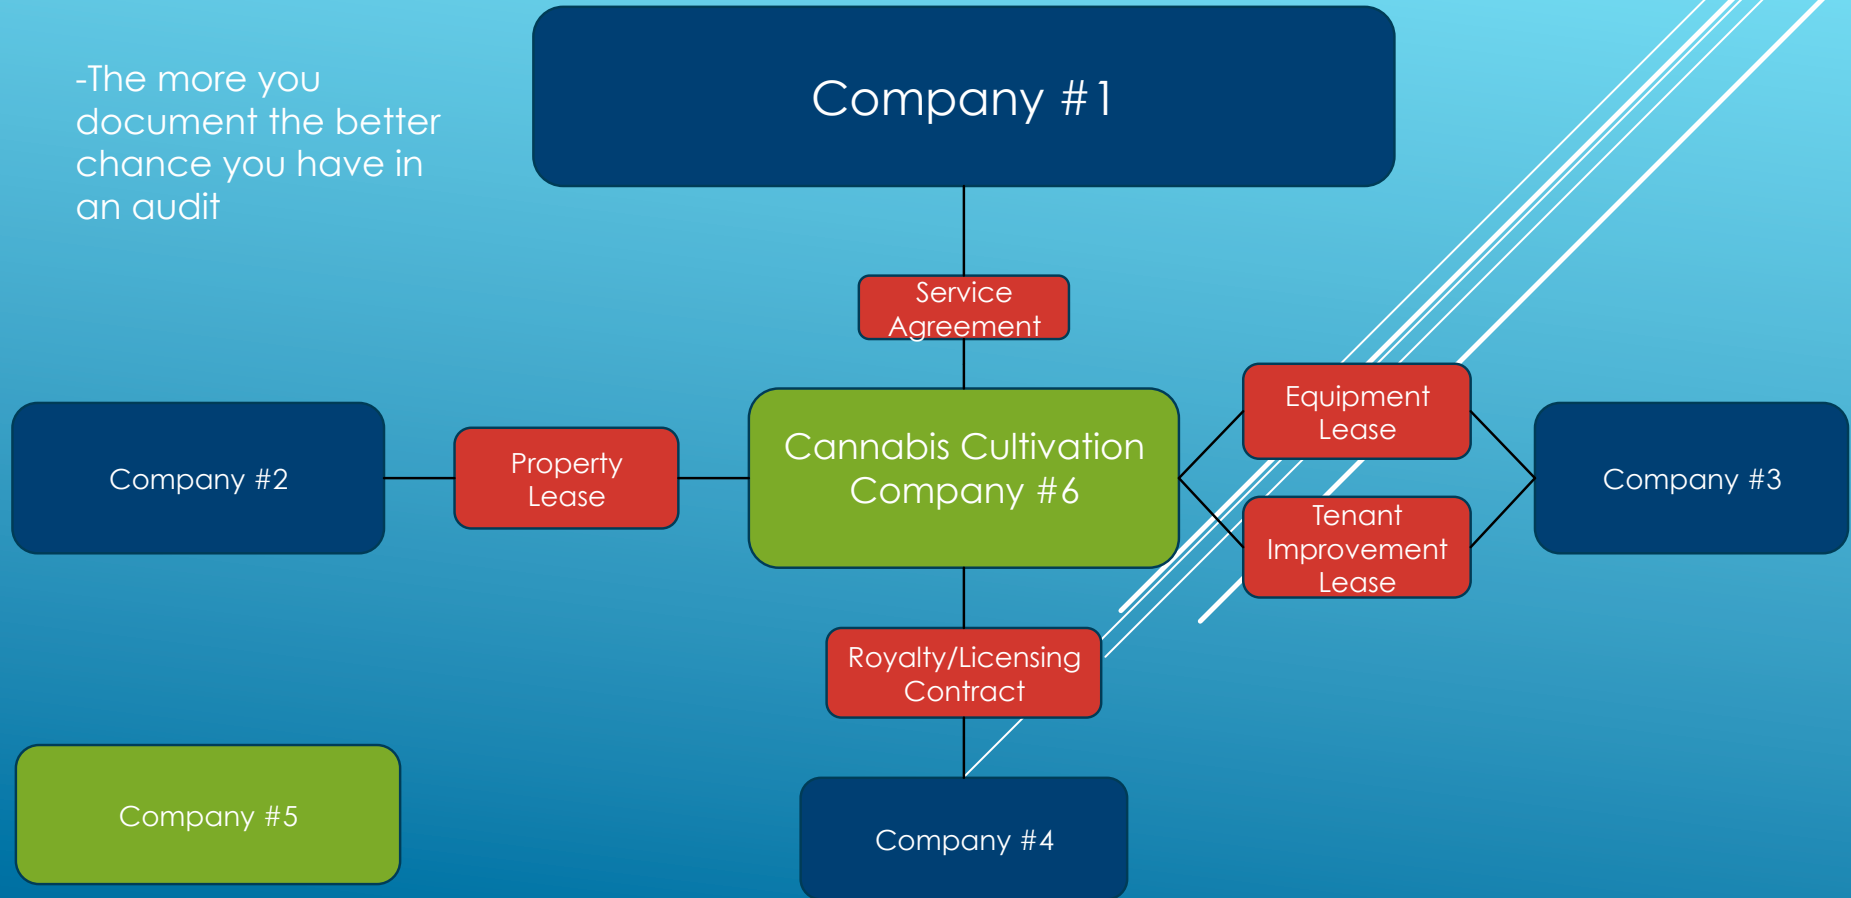 -The more you
document the better
chance you have in
an audit
Company #1
Service
Agreement
Company #2
Property
Lease
Cannabis Cultivation
Company #6
Equipment
Lease
Tenant
Improvement
Lease
Company #3
Royalty/Licensing
Contract
Company #5
Company #4